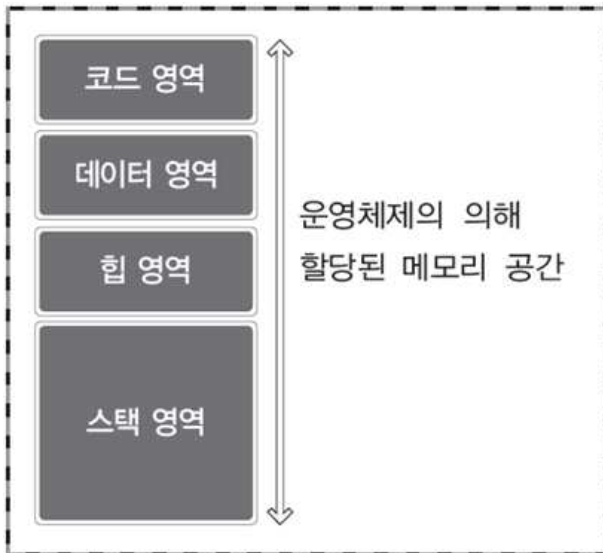 코드 영역
데이터 영역
힙 영역
운영체제의 의해
할당된 메모리 공간
스택 영역